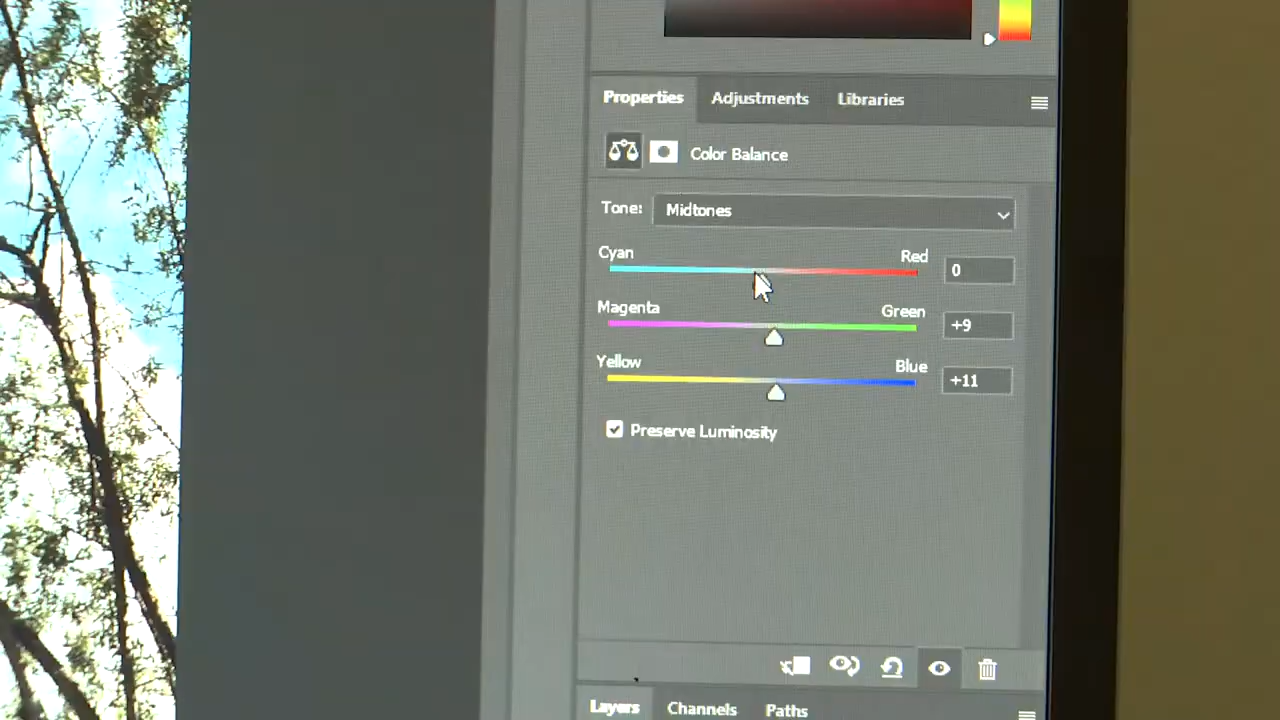 Properties Adjustments Libraries
Color Balance
Tone: Midtones
Cyan Red 0
Magenta Green +9
Yellow Blue +11
Preserve Luminosity
Layers Channels Paths